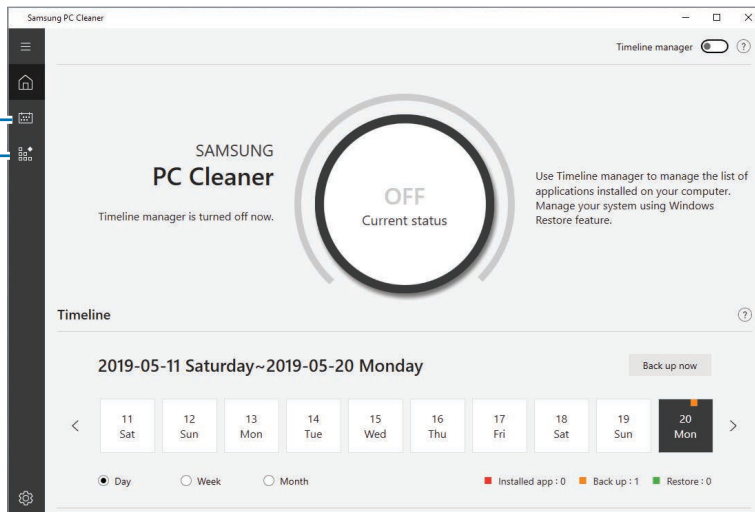 Samsung PC Cleaner
Timeline manager
?
SAMSUNG
PC Cleaner
Timeline manager is turned off now.
OFF
Current status
Use Timeline manager to manage the list of
applications installed on your computer.
Manage your system using Windows
Restore feature.
Timeline
?
2019-05-11 Saturday~2019-05-20 Monday
Back up now
11 12 13 14 15 16 17 18 19 20
Sat Sun Mon Tue Wed Thu Fri Sat Sun Mon
Day Week Month
Installed app : 0 Back up : 1 Restore : 0